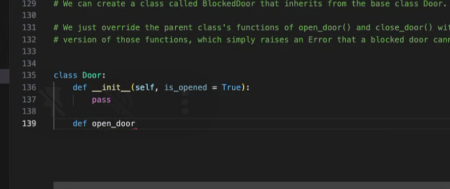 129 # We can create a class called BlockedDoor that inherits from the base class Door.
130
131 # We just override the parent class's functions of open_door() and close_door() wi
132 # version of those functions, which simply raises an Error that a blocked door can
133
134
135 class Door:
136 def __init__(self, is_opened = True):
137 pass
138
139 def open_door